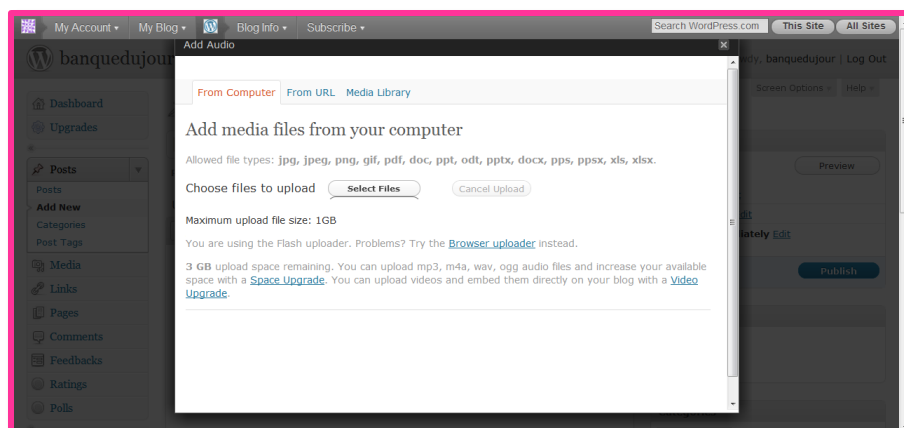 My Account ▾ My Blog ▾ Blog Info ▾ Subscribe ▾ Search WordPress.com This Site All Sites
banquedujour
dy, banquedujour | Log Out
Add Audio
Screen Options Help
From Computer From URL Media Library
Dashboard
Upgrades
Posts
Posts
Add New
Categories
Post Tags
Media
Links
Pages
Comments
Feedbacks
Ratings
Polls
Add media files from your computer
Allowed file types: jpg, jpeg, png, gif, pdf, doc, ppt, odt, pptx, docx, pps, ppsx, xls, xlsx.
Choose files to upload Select Files Cancel Upload
Maximum upload file size: 1GB
You are using the Flash uploader. Problems? Try the Browser uploader instead.
3 GB upload space remaining. You can upload mp3, m4a, wav, ogg audio files and increase your available
space with a Space Upgrade. You can upload videos and embed them directly on your blog with a Video
Upgrade.
Preview
Edit
Edit
Publish